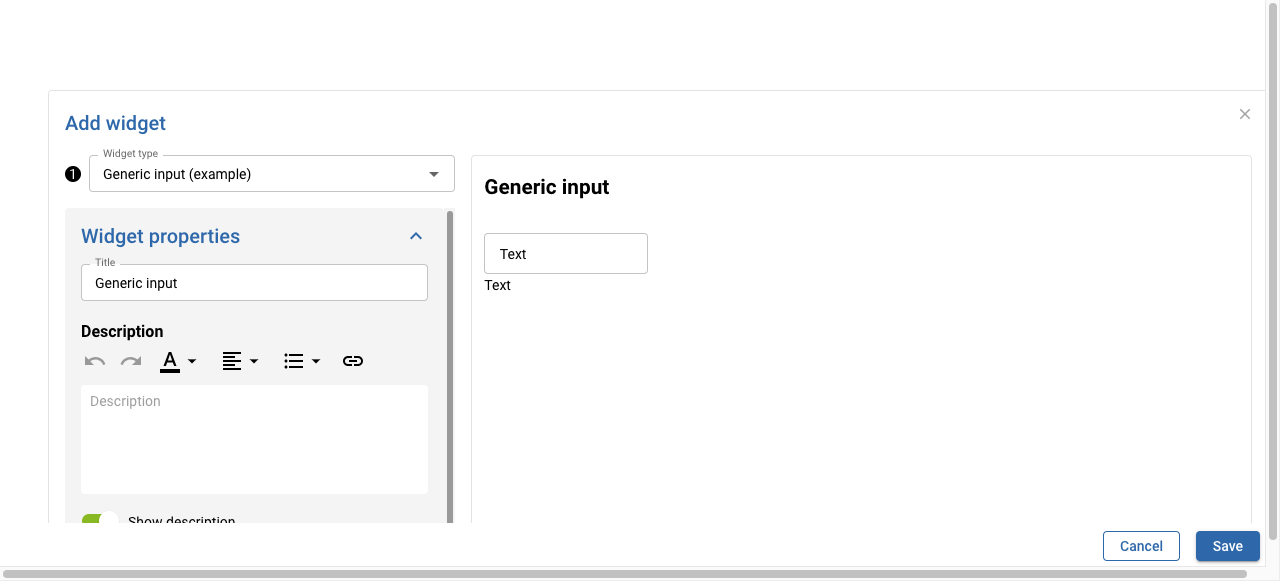 Add widget
1
Widget type
Generic input (example)
Widget properties
Title
Generic input
Description
A
Description
Show description
Generic input
Text
Text
Cancel
Save